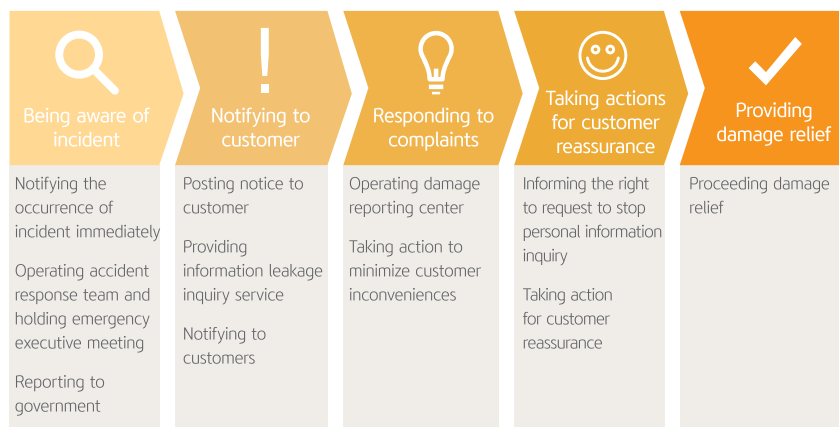 Being aware of
incident
Notifying to
customer
Responding to
complaints
Taking actions
for customer
reassurance
Providing
damage relief
Notifying the
occurrence of
incident immediately
Operating accident
response team and
holding emergency
executive meeting
Reporting to
government
Posting notice to
customer
Providing
information leakage
inquiry service
Notifying to
customers
Operating damage
reporting center
Taking action to
minimize customer
inconveniences
Informing the right
to request to stop
personal information
inquiry
Taking action
for customer
reassurance
Proceeding damage
relief